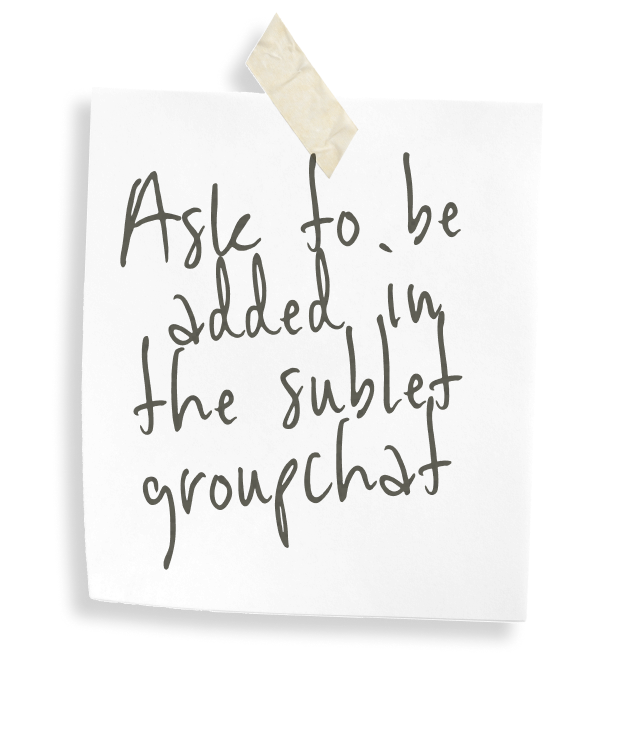 Ask to be
added in
the sublet
groupchat